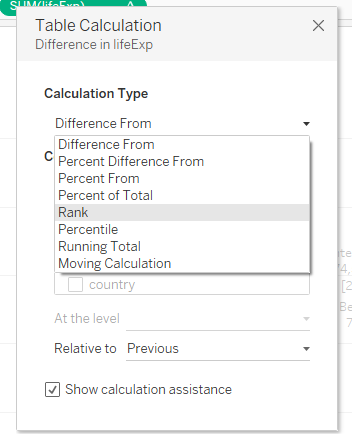 SUM(lifeExp)
Table Calculation
Difference in lifeExp
Calculation Type
Difference From
Difference From
Percent Difference From
Percent From
Percent of Total
Rank
Percentile
Running Total
Moving Calculation
country
At the level
Relative to Previous
Show calculation assistance